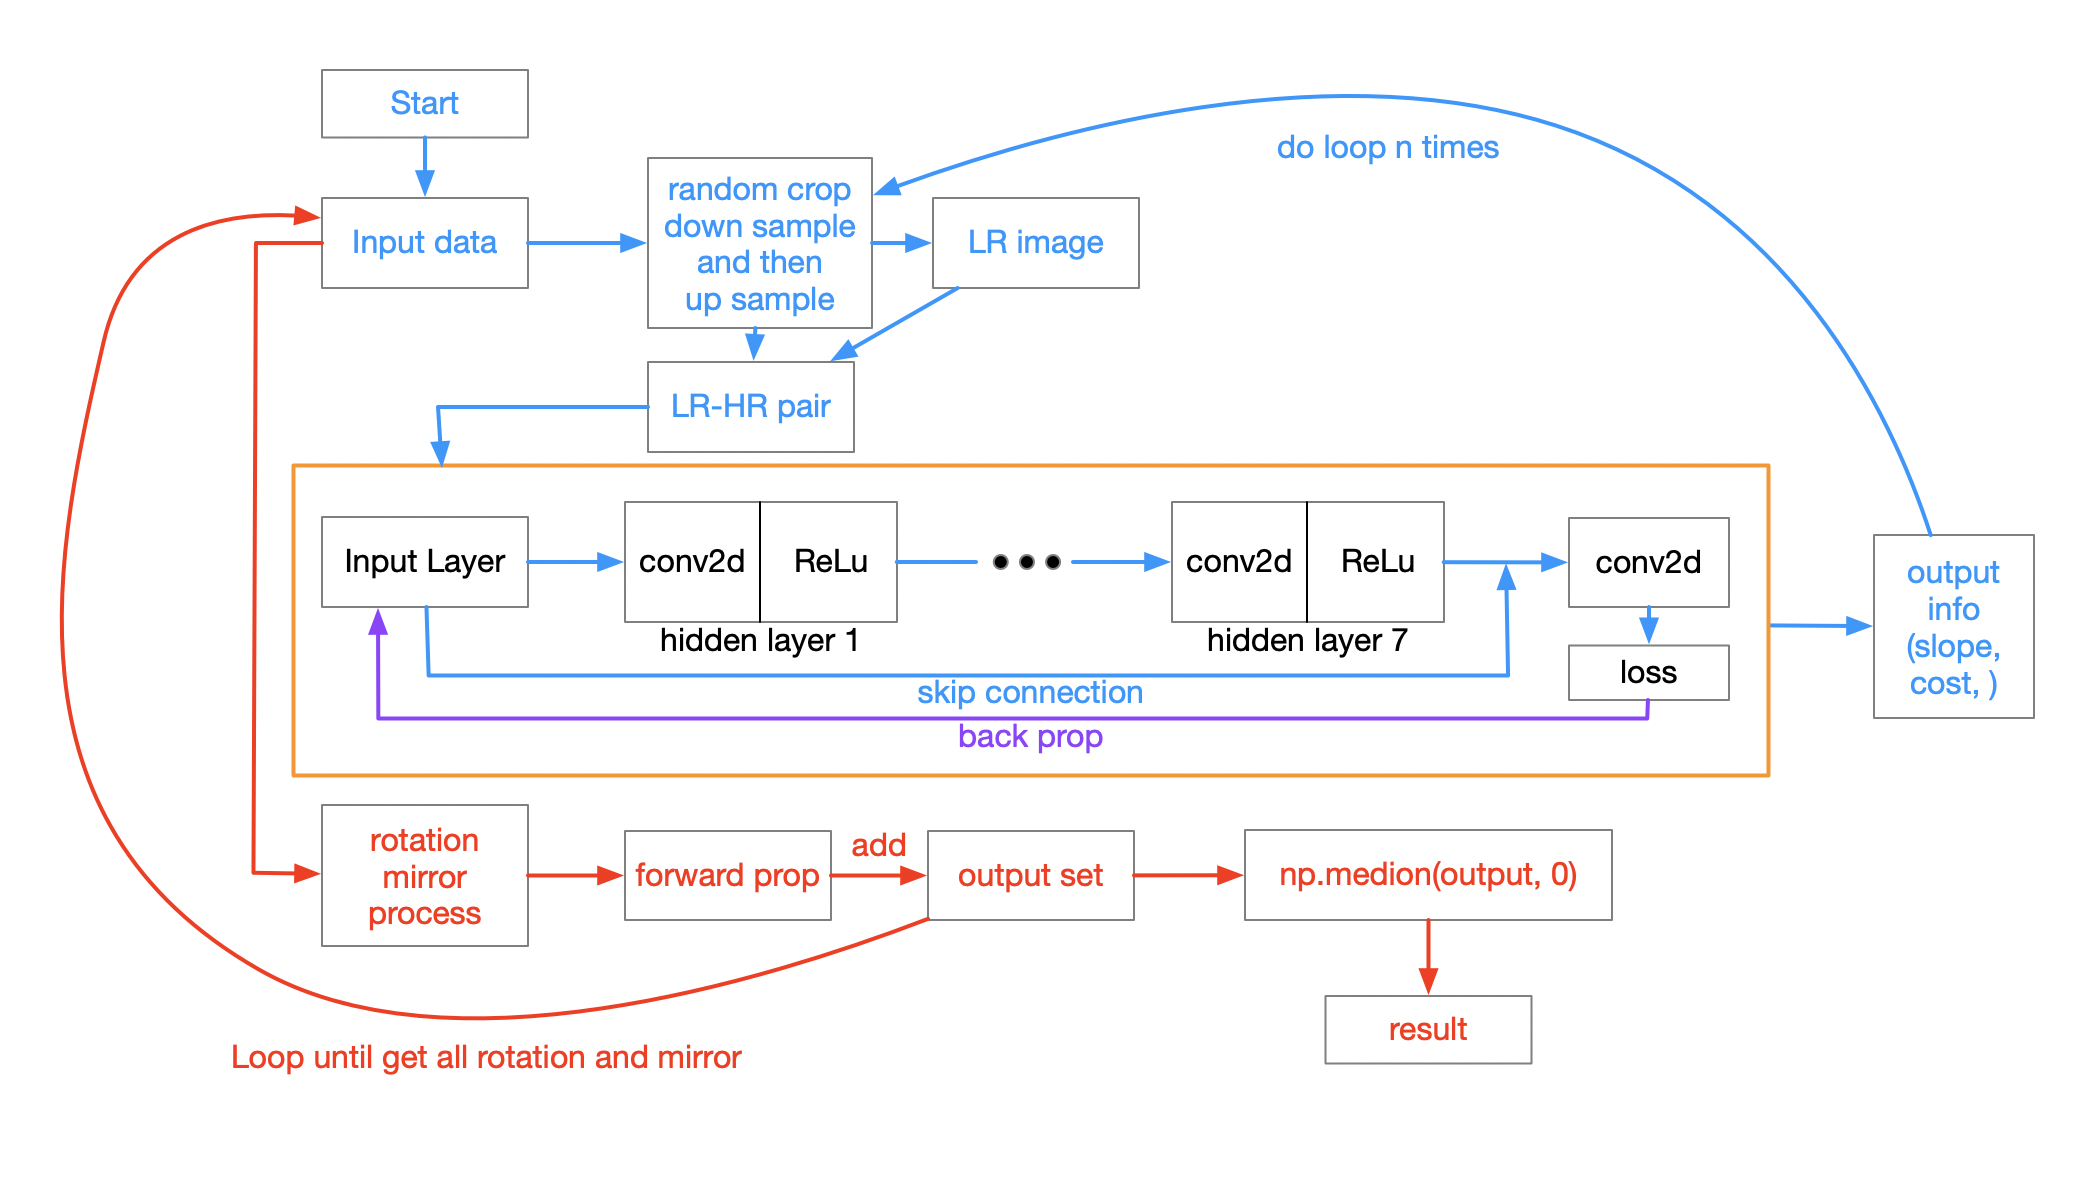 Start
do loop n times
random crop
down sample
and then
up sample
Input data
LR image
LR-HR pair
Input Layer
conv2d
ReLu
conv2d
ReLu
conv2d
hidden layer 1
hidden layer 7
loss
skip connection
back prop
output
info
(slope,
cost, )
rotation
mirror
process
forward prop
add
output set
np.medion(output, 0)
result
Loop until get all rotation and mirror